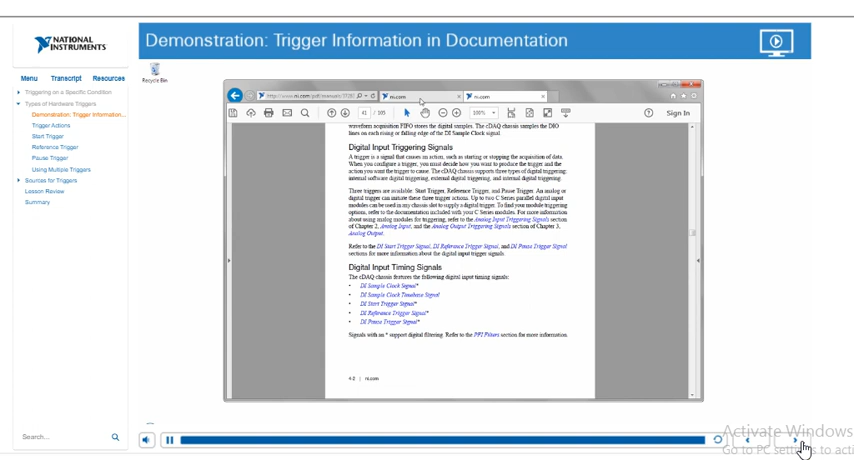 NATIONAL
INSTRUMENTS
Demonstration: Trigger Information in Documentation
Menu Transcript Resources
Triggering on a Specific Condition
Types of Hardware Triggers
Demonstration: Trigger Information...
Trigger Actions
Start Trigger
Reference Trigger
Pause Trigger
Using Multiple Triggers
Sources for Triggers
Lesson Review
Summary
Search...
Recycle Bin
ni.com
ni.com
41 / 105
100%
Sign In
waveform acquisition FIFO stores the digital samples. The cDAQ chassis samples the DIO
lines on each rising or falling edge of the DI Sample Clock signal.
Digital Input Triggering Signals
A trigger is a signal that causes an action, such as starting or stopping the acquisition of data.
When you configure a trigger, you must decide how you want to produce the trigger and the
action you want the trigger to cause. The cDAQ chassis supports three types of digital triggering:
internal software digital triggering, external digital triggering, and internal digital triggering.
Three triggers are available: Start Trigger, Reference Trigger, and Pause Trigger. An analog or
digital trigger can initiate these three trigger actions. Up to two C Series parallel digital input
modules can be used in any chassis slot to supply a digital trigger. To find your module triggering
options, refer to the documentation included with your C Series modules. For more information
about using analog modules for triggering, refer to the Analog Input Triggering Signals section
of Chapter 2, Analog Input, and the Analog Output Triggering Signals section of Chapter 3,
Analog Output.
Refer to the DI Start Trigger Signal, DI Reference Trigger Signal, and DI Pause Trigger Signal
sections for more information about the digital input trigger signals.
Digital Input Timing Signals
The cDAQ chassis features the following digital input timing signals:
• DI Sample Clock Signal*
• DI Sample Clock Timebase Signal
• DI Start Trigger Signal*
• DI Reference Trigger Signal*
• DI Pause Trigger Signal*
Signals with an * support digital filtering. Refer to the PFI Filters section for more information.
4-2 | ni.com
Activate Windows
Go to PC settings to acti